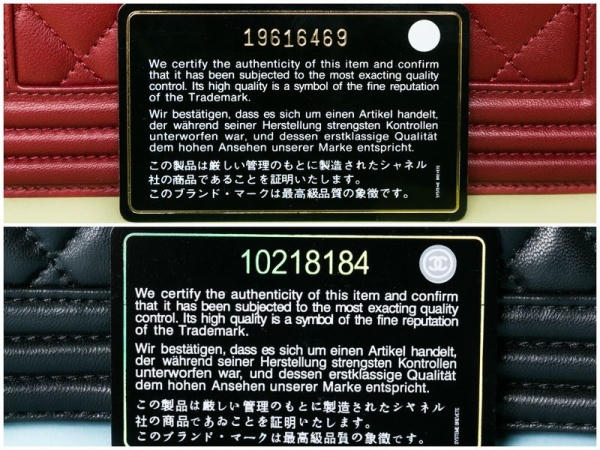 19616469
We certify the authenticity of this item and confirm
that it has been subjected to the most exacting quality
control. Its high quality is a symbol of the fine reputation
of the Trademark.
Wir bestätigen, dass es sich um einen Artikel handelt,
der während seiner Herstellung strengsten Kontrollen
unterworfen war, und dessen erstklassige Qualität
dem hohen Ansehen unserer Marke entspricht.
この製品は厳しい管理のもとに製造されたシャネル
社の商品であることを証明いたします。
このブランド・マークは最高級品質の象徴です。
SYSTEME BREVETE
10218184
We certify the authenticity of this item and confirm
that it has been subjected to the most exacting quality
control. Its high quality is a symbol of the fine reputation
of the Trademark.
Wir bestätigen, dass es sich um einen Artikel handelt,
der während seiner Herstellung strengsten Kontrollen
unterworfen war, und dessen erstklassige Qualität
dem hohen Ansehen unserer Marke entspricht.
この製品は厳しい管理のもとに製造されたシャネル
社の商品であることを証明いたします。
このブランド・マークは最高級品質の象徴です。
SYSTEME BREVETE